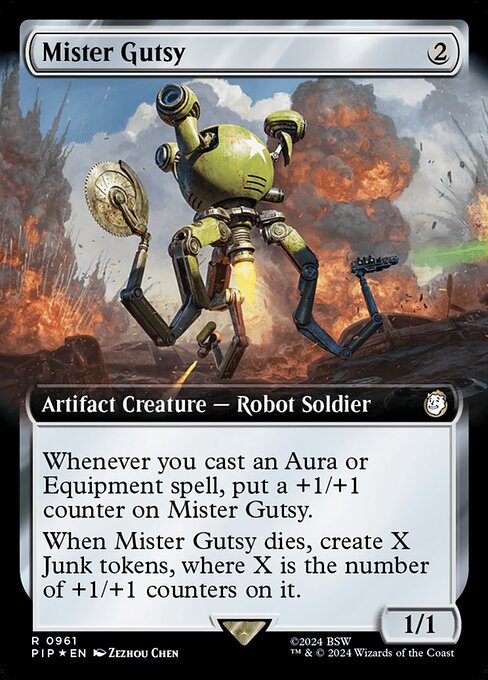 Mister Gutsy 2
Artifact Creature — Robot Soldier
Whenever you cast an Aura or
Equipment spell, put a +1/+1
counter on Mister Gutsy.
When Mister Gutsy dies, create X
Junk tokens, where X is the number
of +1/+1 counters on it.
1/1
R 0961
PIP★EN Zezhou Chen
©2024 BSW
™ & © 2024 Wizards of the Coast